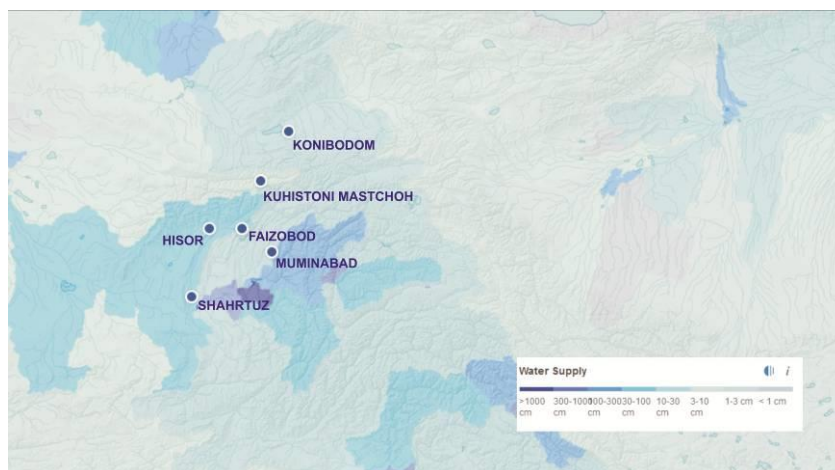 KONIBODOM
KUHISTONI MASTCHOH
HISOR
FAIZOBOD
MUMINABAD
SHAHRTUZ
Water Supply i
>1000 300-1000 100-300 30-100 10-30 3-10 1-3 cm < 1 cm
cm cm cm cm cm cm